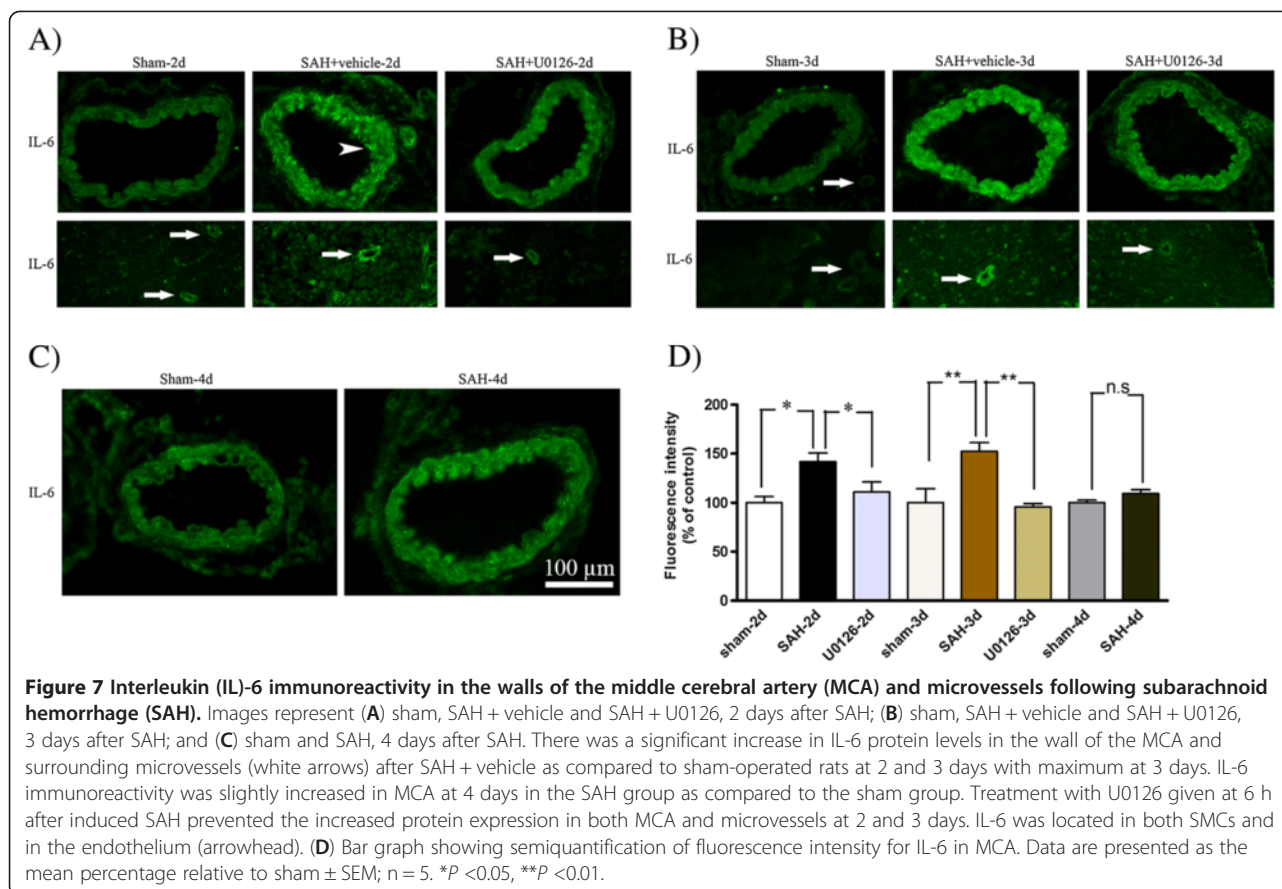 A)
Sham-2d SAH+vehicle-2d SAH+U0126-2d
IL-6
IL-6
B)
Sham-3d SAH+vehicle-3d SAH+U0126-3d
IL-6
IL-6
C)
Sham-4d SAH-4d
IL-6
100 µm
D)
Fluorescence intensity
(% of control)
200
150
100
50
0
* * ** ** n.s
sham-2d SAH-2d U0126-2d sham-3d SAH-3d U0126-3d sham-4d SAH-4d
Figure 7 Interleukin (IL)-6 immunoreactivity in the walls of the middle cerebral artery (MCA) and microvessels following subarachnoid
hemorrhage (SAH). Images represent (A) sham, SAH + vehicle and SAH + U0126, 2 days after SAH; (B) sham, SAH + vehicle and SAH + U0126,
3 days after SAH; and (C) sham and SAH, 4 days after SAH. There was a significant increase in IL-6 protein levels in the wall of the MCA and
surrounding microvessels (white arrows) after SAH + vehicle as compared to sham-operated rats at 2 and 3 days with maximum at 3 days. IL-6
immunoreactivity was slightly increased in MCA at 4 days in the SAH group as compared to the sham group. Treatment with U0126 given at 6 h
after induced SAH prevented the increased protein expression in both MCA and microvessels at 2 and 3 days. IL-6 was located in both SMCs and
in the endothelium (arrowhead). (D) Bar graph showing semiquantification of fluorescence intensity for IL-6 in MCA. Data are presented as the
mean percentage relative to sham ± SEM; n = 5. *P <0.05, **P <0.01.